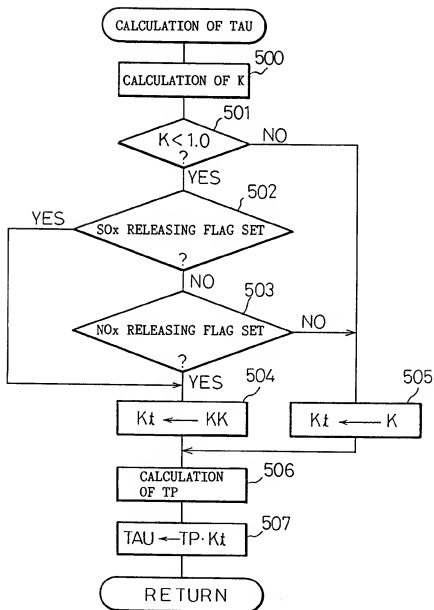 CALCULATION OF TAU
500
CALCULATION OF K
501
K < 1.0
?
NO
YES
502
YES
SOx RELEASING FLAG SET
?
NO
503
NOx RELEASING FLAG SET
NO
?
YES
504
Kt ← KK
505
Kt ← K
506
CALCULATION
OF TP
507
TAU ← TP·Kt
RETURN